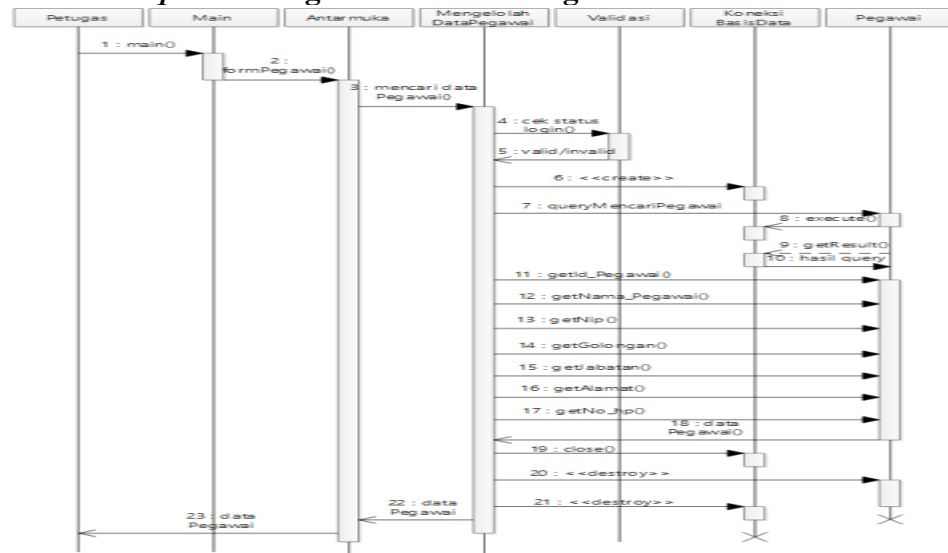 Petugas
Main
Antarmuka
Mengelolah
DataPegawai
Validasi
Koneksi
BasisData
Pegawai
1 : main()
2 :
formPegawai()
3 : mencari data
Pegawai()
4 : cek status
login()
5 : valid/invalid
6 : <<create>>
7 : queryMencariPegawai
8 : execute()
9 : getResult()
10 : hasil query
11 : getId_Pegawai()
12 : getNama_Pegawai()
13 : getNip()
14 : getGolongan()
15 : getJabatan()
16 : getAlamat()
17 : getNo_hp()
18 : data
Pegawai()
19 : close()
20 : <<destroy>>
21 : <<destroy>>
22 : data
Pegawai
23 : data
Pegawai